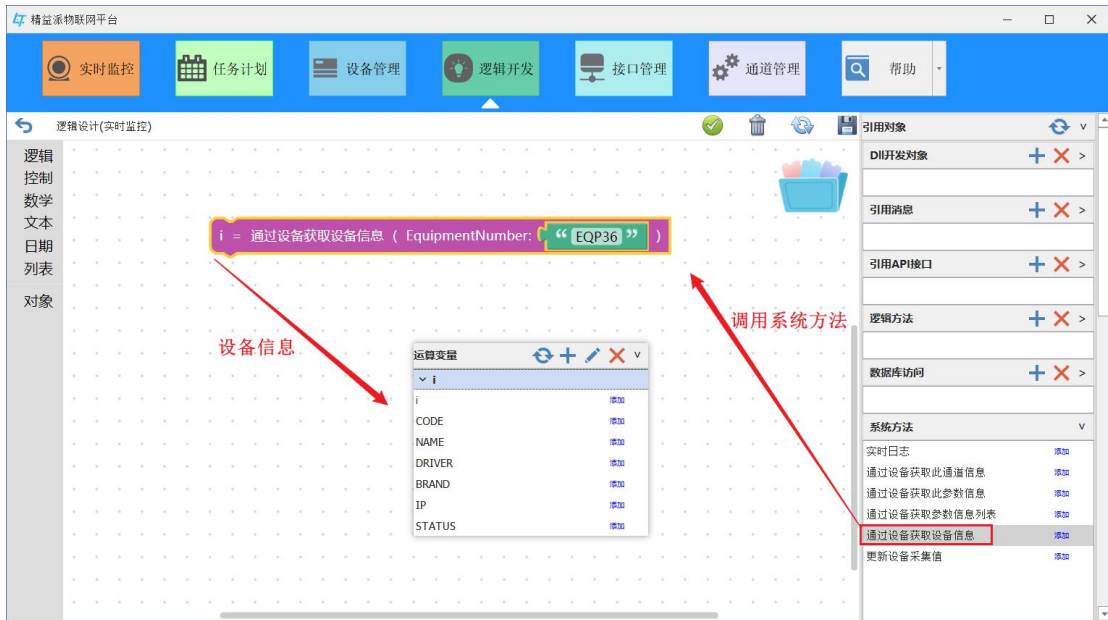 精益派物联网平台
实时监控
任务计划
设备管理
逻辑开发
接口管理
通道管理
帮助
逻辑设计(实时监控)
逻辑
控制
数学
文本
日期
列表
对象
i = 通过设备获取设备信息 ( EquipmentNumber: “ EQP36 ” )
设备信息
调用系统方法
运算变量
i
i 添加
CODE 添加
NAME 添加
DRIVER 添加
BRAND 添加
IP 添加
STATUS 添加
引用对象
Dll开发对象
引用消息
引用API接口
逻辑方法
数据库访问
系统方法
实时日志 添加
通过设备获取此通道信息 添加
通过设备获取此参数信息 添加
通过设备获取参数信息列表 添加
通过设备获取设备信息 添加
更新设备采集值 添加